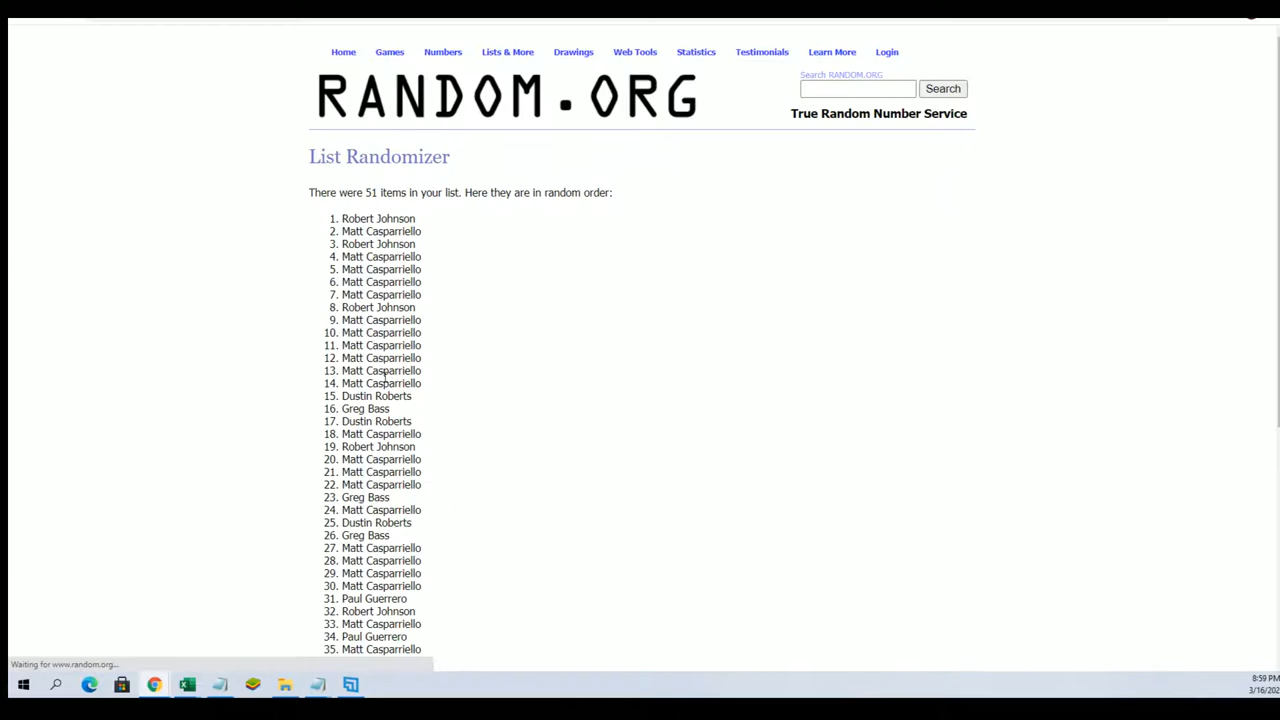 Home Games Numbers Lists & More Drawings Web Tools Statistics Testimonials Learn More Login
RANDOM.ORG
Search RANDOM.ORG
Search
True Random Number Service
List Randomizer
There were 51 items in your list. Here they are in random order:
1. Robert Johnson
2. Matt Casparriello
3. Robert Johnson
4. Matt Casparriello
5. Matt Casparriello
6. Matt Casparriello
7. Matt Casparriello
8. Robert Johnson
9. Matt Casparriello
10. Matt Casparriello
11. Matt Casparriello
12. Matt Casparriello
13. Matt Casparriello
14. Matt Casparriello
15. Dustin Roberts
16. Greg Bass
17. Dustin Roberts
18. Matt Casparriello
19. Robert Johnson
20. Matt Casparriello
21. Matt Casparriello
22. Matt Casparriello
23. Greg Bass
24. Matt Casparriello
25. Dustin Roberts
26. Greg Bass
27. Matt Casparriello
28. Matt Casparriello
29. Matt Casparriello
30. Matt Casparriello
31. Paul Guerrero
32. Robert Johnson
33. Matt Casparriello
34. Paul Guerrero
35. Matt Casparriello
Waiting for www.random.org...
8:59 PM
3/16/202